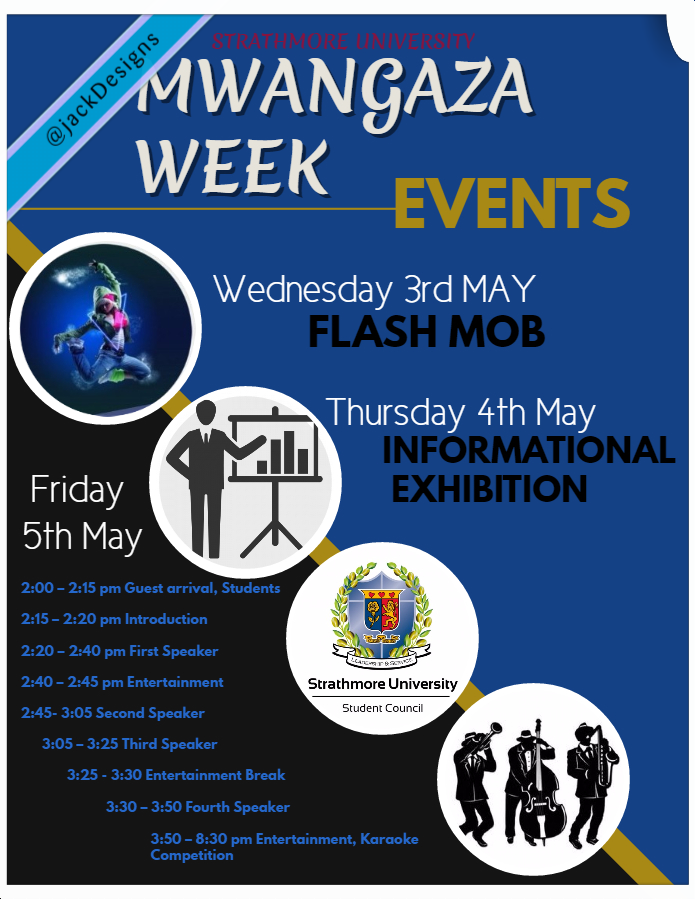 @jackDesigns
STRATHMORE UNIVERSITY
MWANGAZA
WEEK
EVENTS
Wednesday 3rd MAY
FLASH MOB
Thursday 4th May
INFORMATIONAL
EXHIBITION
Friday
5th May
2:00 – 2:15 pm Guest arrival, Students
2:15 – 2:20 pm Introduction
2:20 – 2:40 pm First Speaker
2:40 – 2:45 pm Entertainment
2:45- 3:05 Second Speaker
3:05 – 3:25 Third Speaker
3:25 - 3:30 Entertainment Break
3:30 – 3:50 Fourth Speaker
3:50 – 8:30 pm Entertainment, Karaoke
Competition
LEADERSHIP & SERVICE
Strathmore University
Student Council